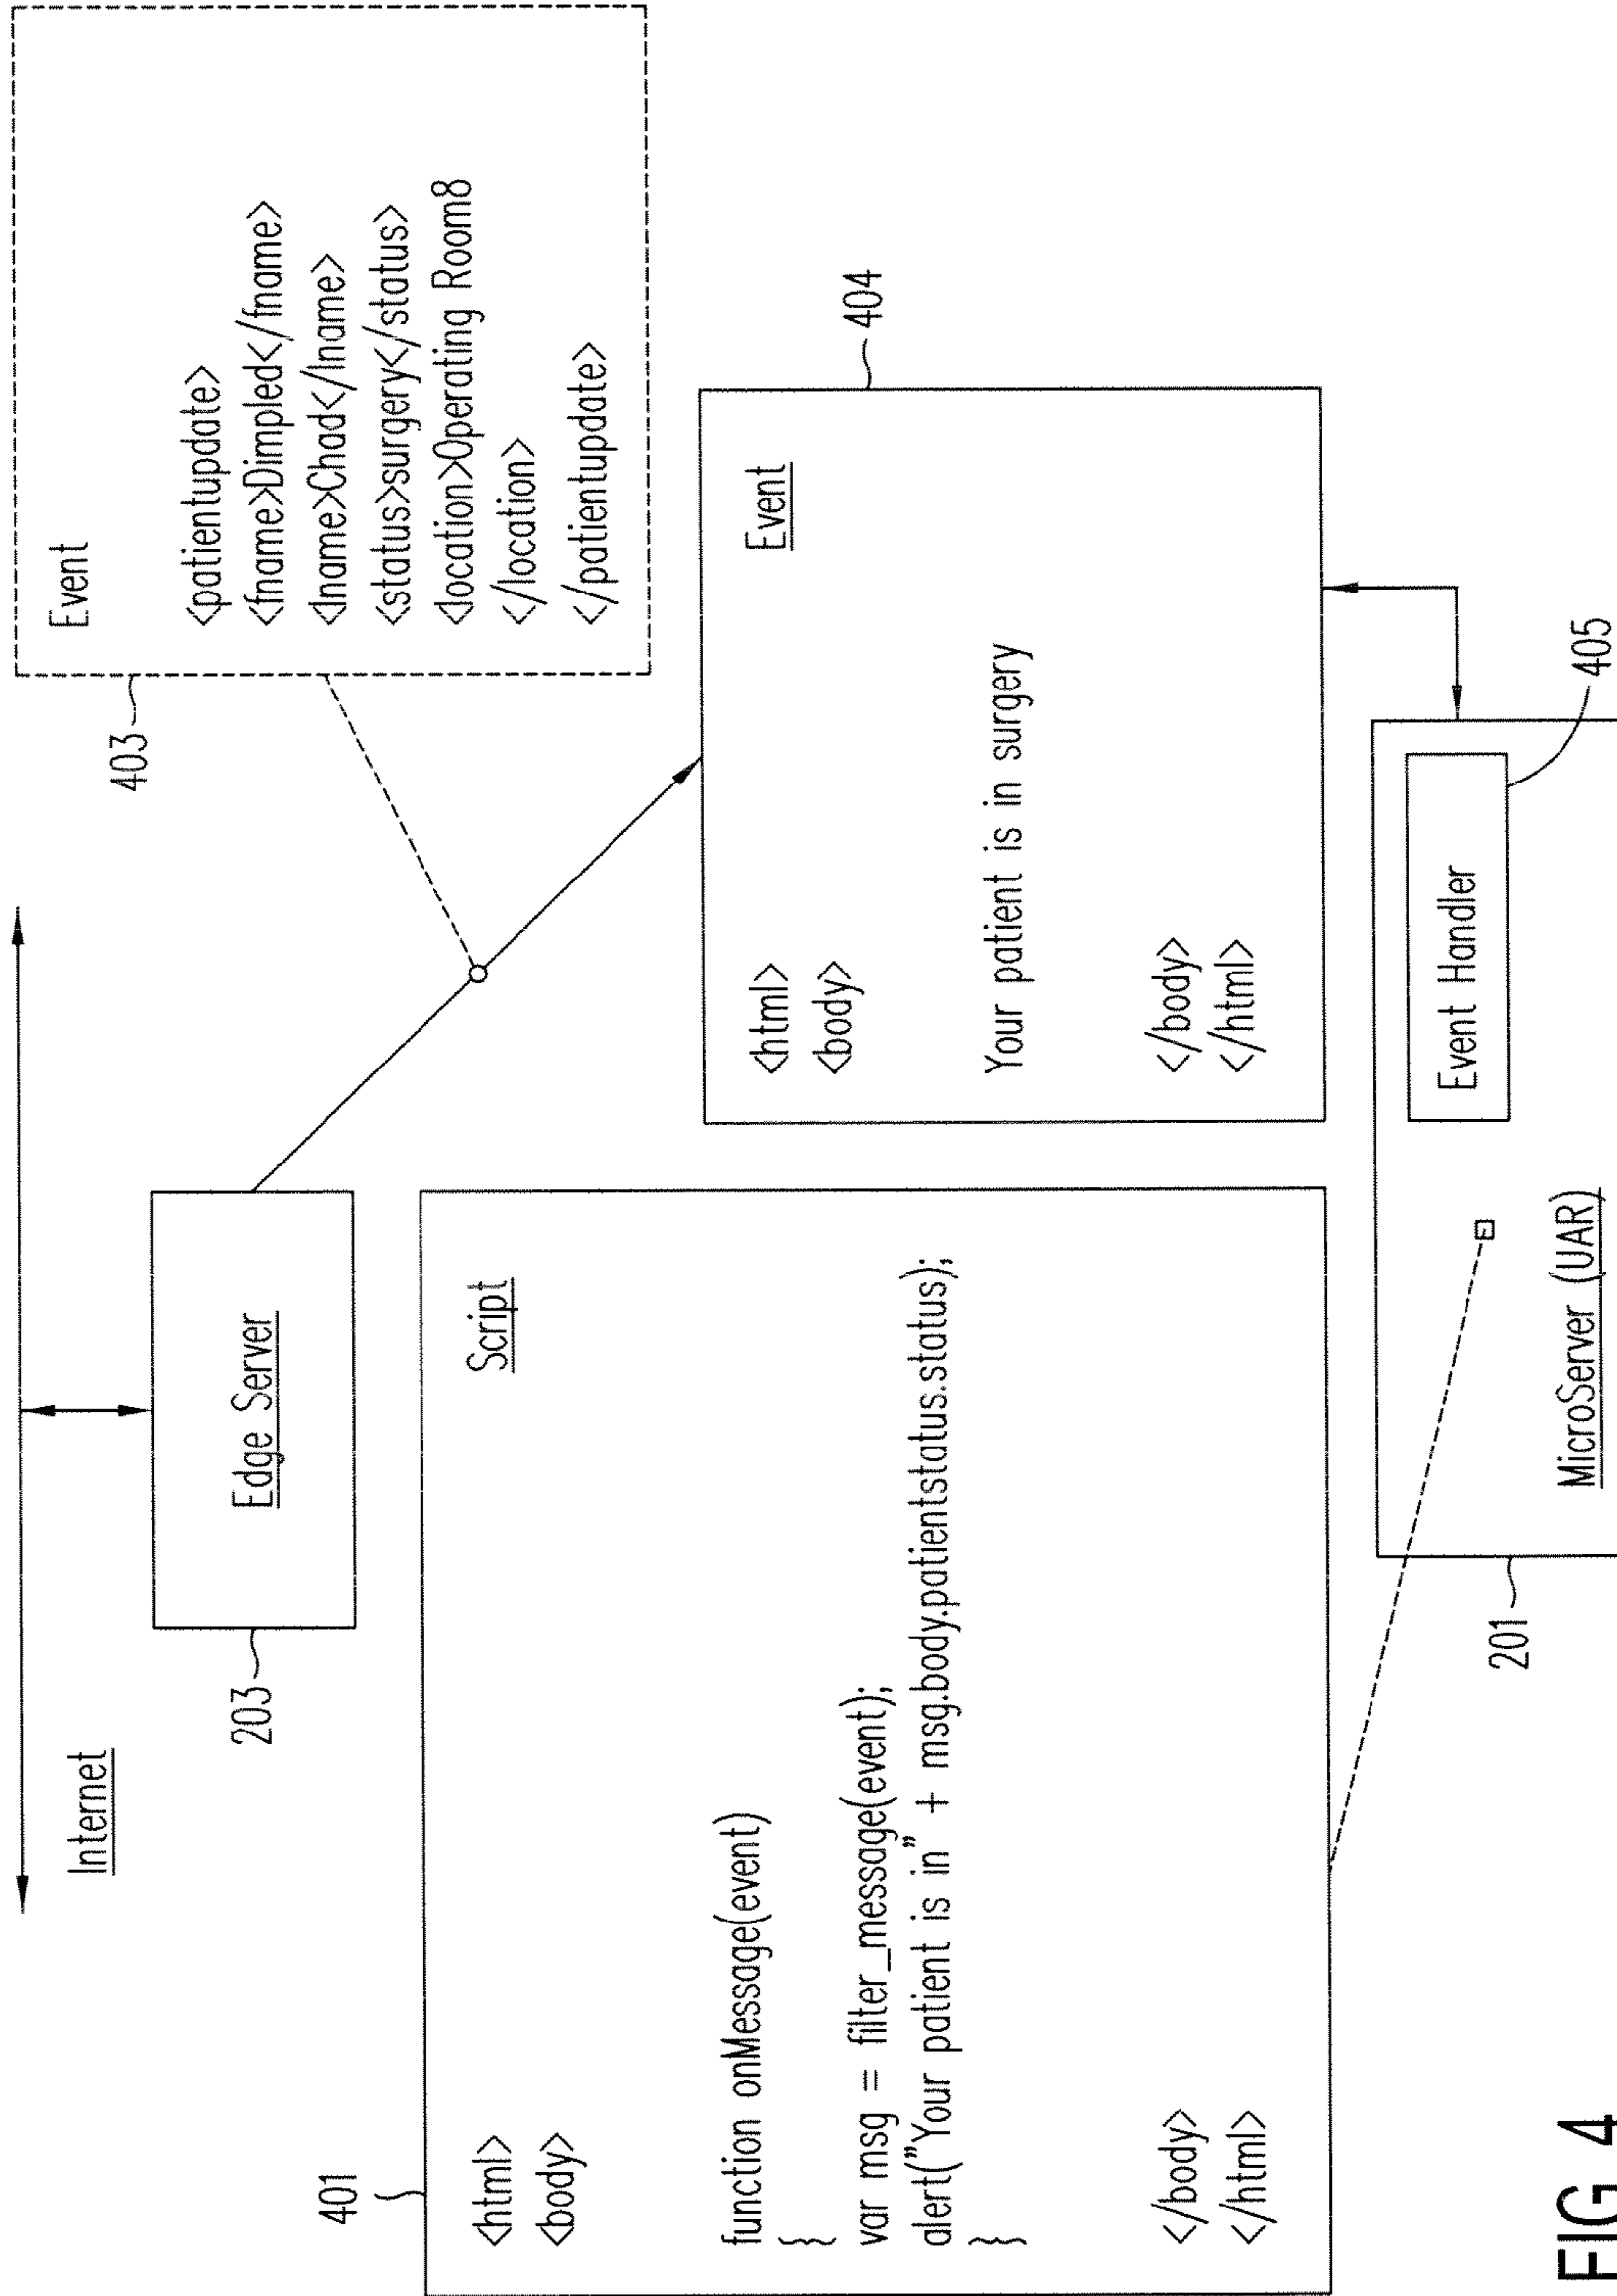 Internet
203
Edge Server
403
Event
<patientupdate>
<fname>Dimpled</fname>
<lname>Chad</lname>
<status>surgery</status>
<location>Operating Room8
</location>
</patientupdate>
401
Script
<html>
<body>
function onMessage(event)
}
var msg = filter_message(event);
alert("Your patient is in" + msg.body.patientstatus.status);
}
</body>
</html>
404
Event
<html>
<body>
Your patient is in surgery
</body>
</html>
201
Event Handler
405
MicroServer (UAR)
FIG. 4